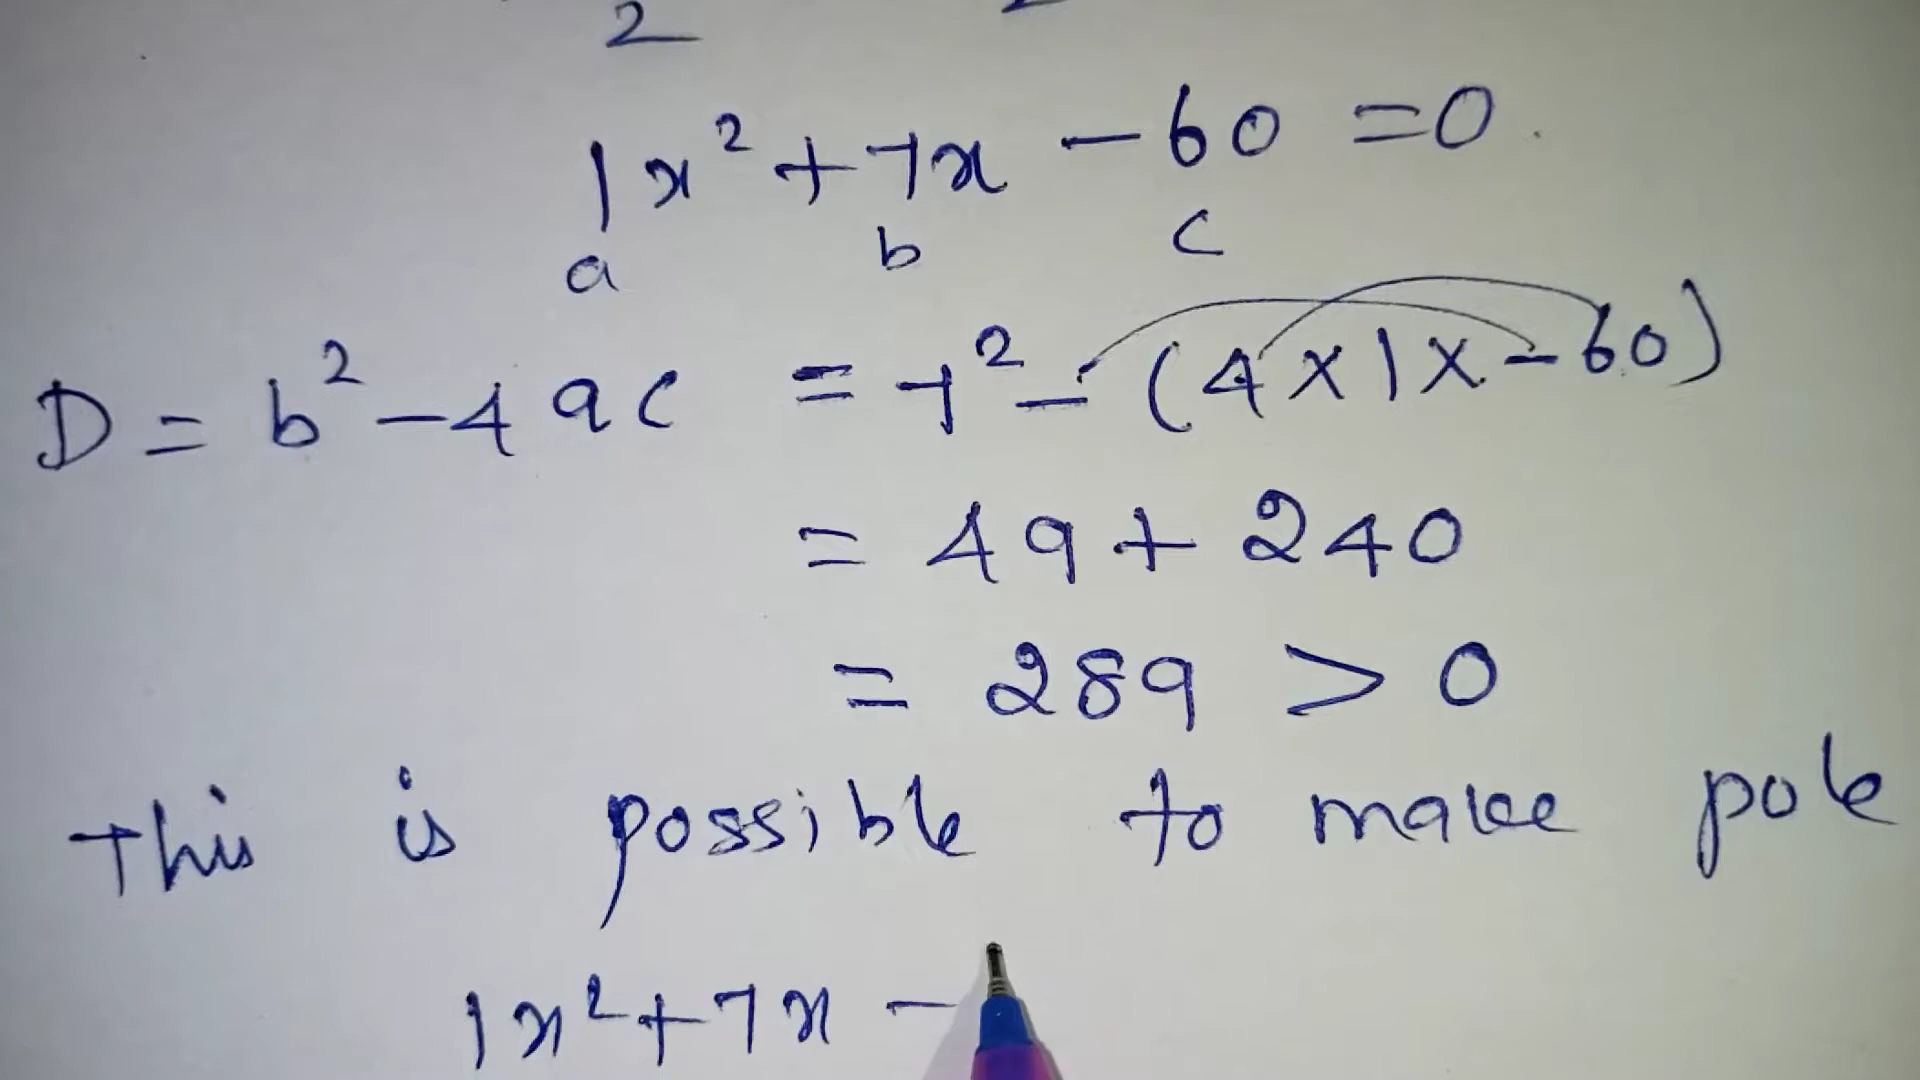 2
1x² + 7x - 60 = 0
a b c
D = b² - 4ac = 7² - (4 x 1 x - 60)
= 49 + 240
= 289 > 0
This is possible to make pole
1x² + 7x -